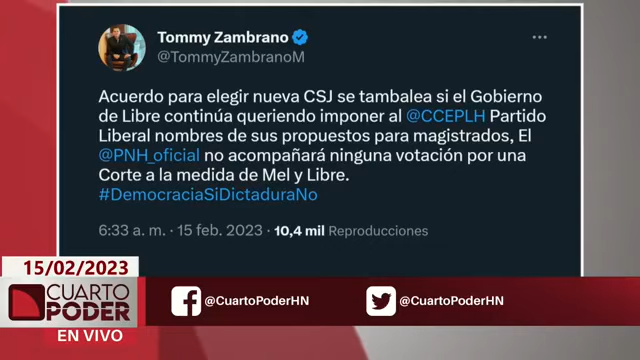 Tommy Zambrano
@TommyZambranoM
Acuerdo para elegir nueva CSJ se tambalea si el Gobierno
de Libre continúa queriendo imponer al @CCEPLH Partido
Liberal nombres de sus propuestos para magistrados, El
@PNH_oficial no acompañará ninguna votación por una
Corte a la medida de Mel y Libre.
#DemocraciaSiDictaduraNo
6:33 a. m. · 15 feb. 2023 · 10,4 mil Reproducciones
15/02/2023
CUARTO
PODER
EN VIVO
@CuartoPoderHN
@CuartoPoderHN